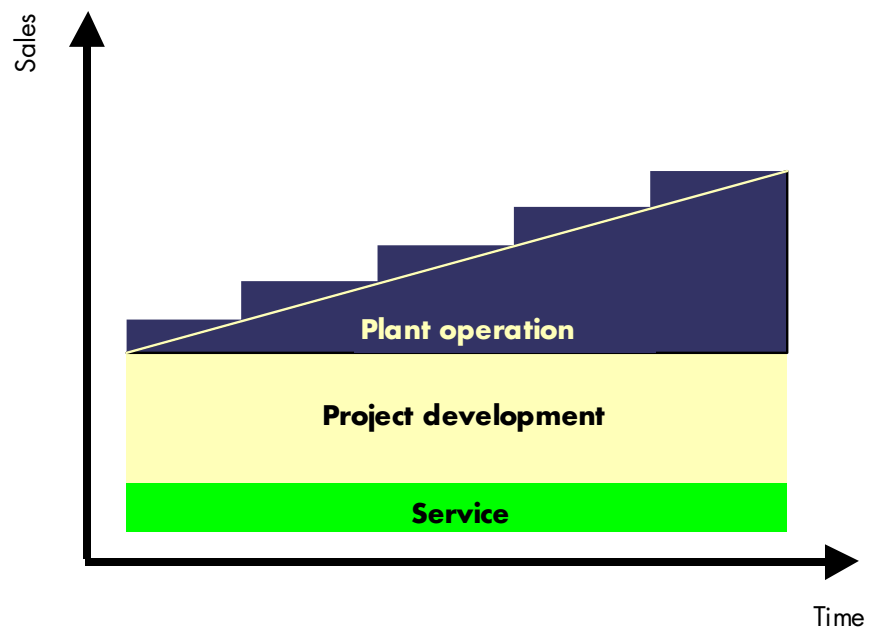 Sales
Plant operation
Project development
Service
Time